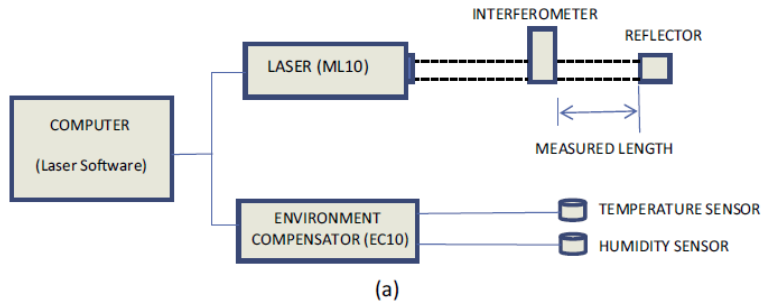 INTERFEROMETER
REFLECTOR
LASER (ML10)
COMPUTER
(Laser Software)
MEASURED LENGTH
ENVIRONMENT
COMPENSATOR (EC10)
TEMPERATURE SENSOR
HUMIDITY SENSOR
(a)